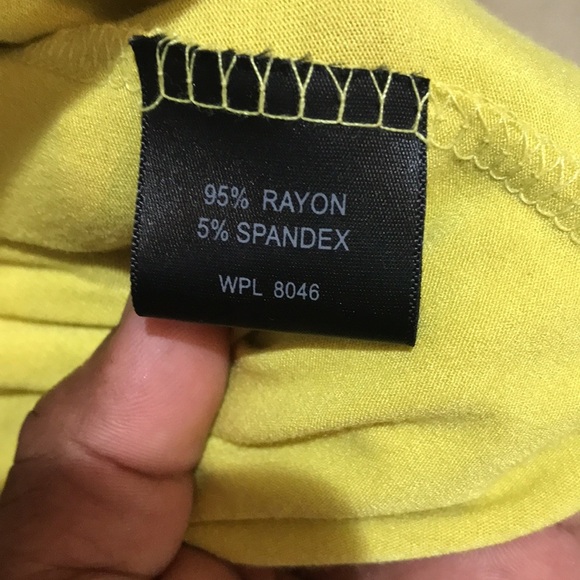 95% RAYON
5% SPANDEX
WPL 8046